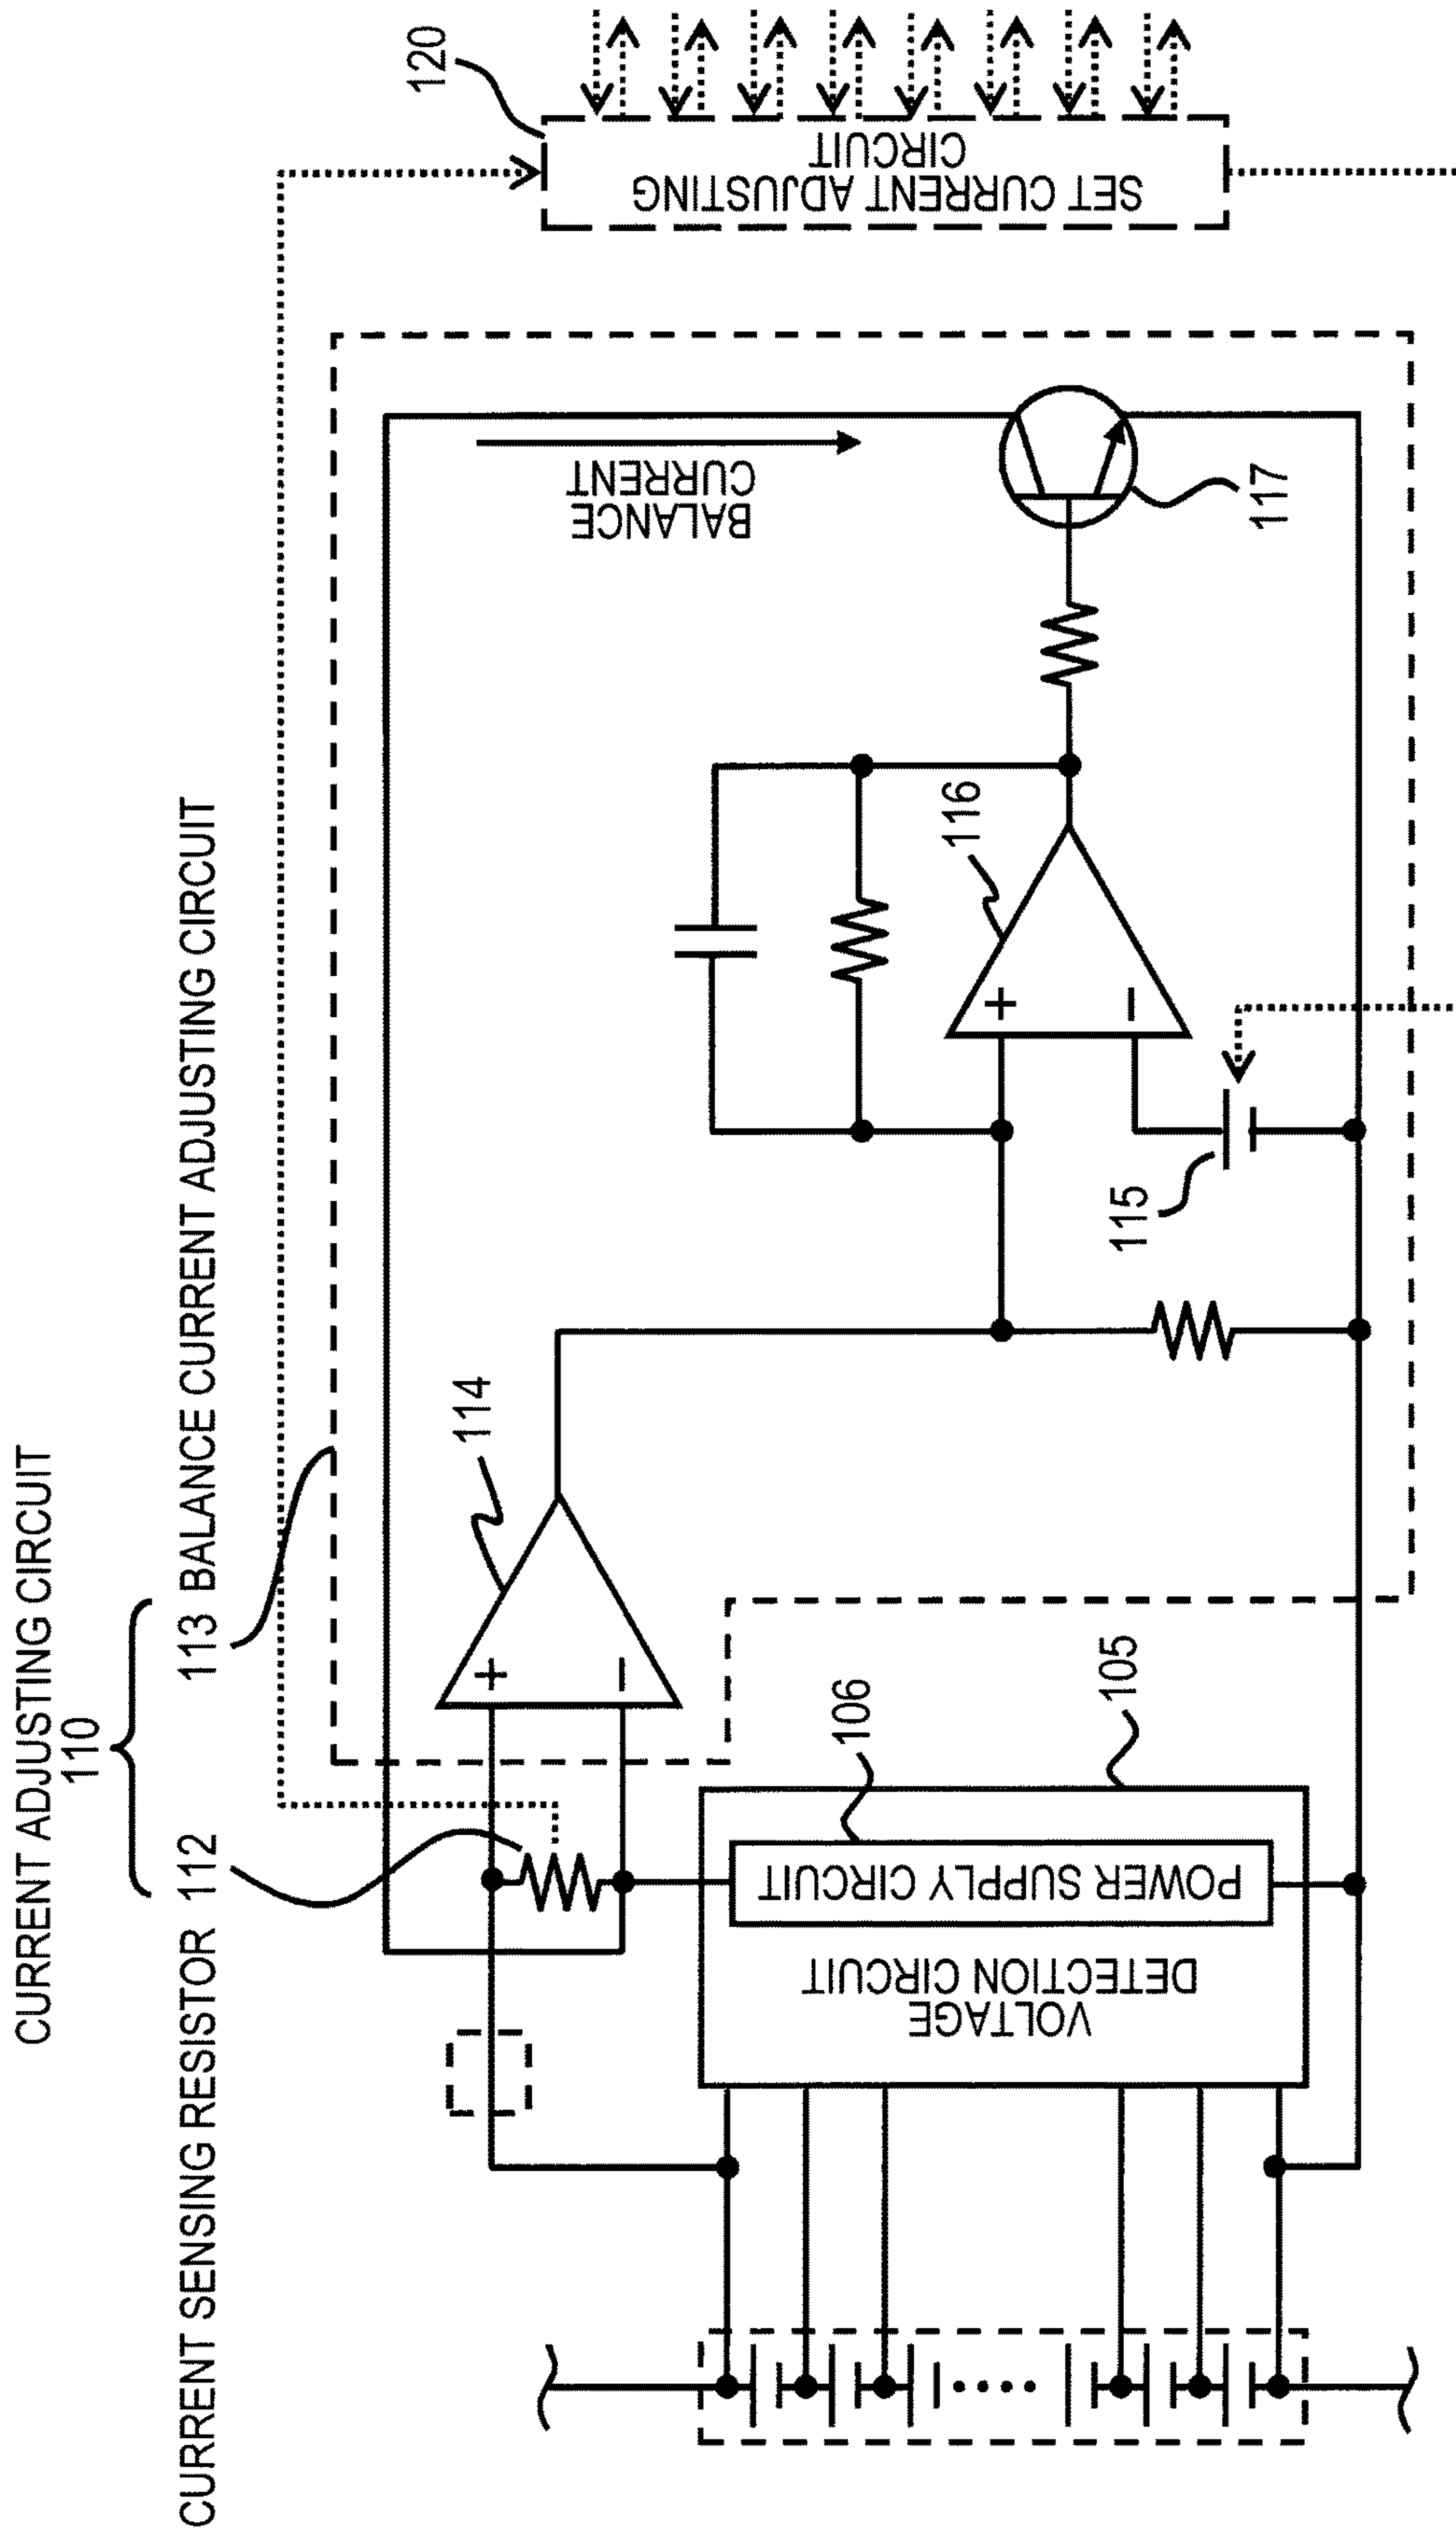 CURRENT ADJUSTING CIRCUIT
110
CURRENT SENSING RESISTOR 112
113 BALANCE CURRENT ADJUSTING CIRCUIT
120
SET CURRENT ADJUSTING
CIRCUIT
BALANCE
CURRENT
114
+
−
116
+
−
115
117
106
105
POWER SUPPLY CIRCUIT
VOLTAGE
DETECTION CIRCUIT